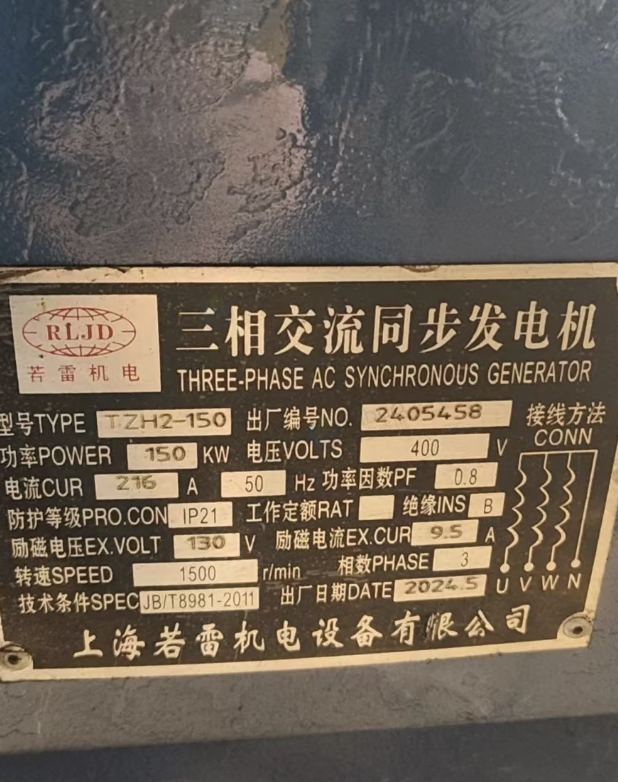 RLJD
若雷机电
三相交流同步发电机
THREE-PHASE AC SYNCHRONOUS GENERATOR
型号TYPE TZH2-150 出厂编号NO. 2405458 接线方法
CONN
功率POWER 150 KW 电压VOLTS 400 V
电流CUR 216 A 50 Hz 功率因数PF 0.8
防护等级PRO.CON IP21 工作定额RAT 绝缘INS B
励磁电压EX.VOLT 130 V 励磁电流EX.CUR 9.5 A
转速SPEED 1500 r/min 相数PHASE 3
技术条件SPEC JB/T8981-2011 出厂日期DATE 2024.5 U V W N
上海若雷机电设备有限公司